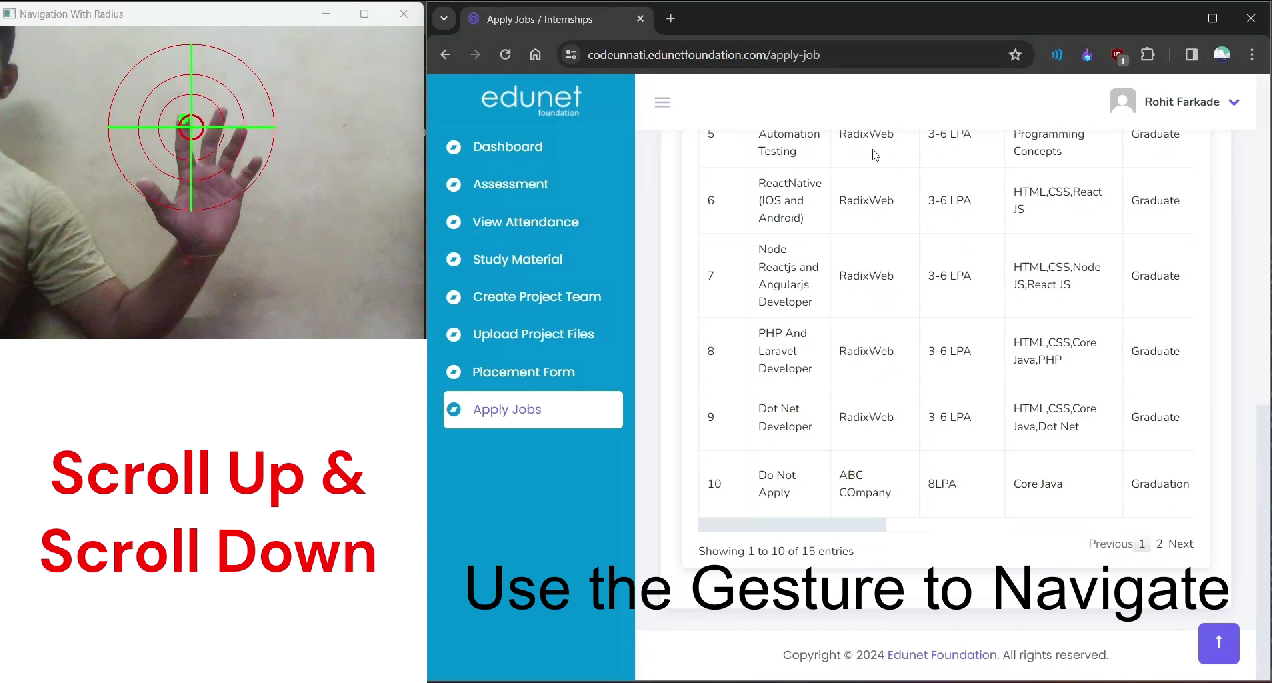 Navigation With Radius
Apply Jobs / Internships
codeunnati.edunetfoundation.com/apply-job
1
edunet
foundation
Rohit Farkade
Dashboard
Assessment
View Attendance
Study Material
Create Project Team
Upload Project Files
Placement Form
Apply Jobs
5 Automation Testing RadixWeb 3-6 LPA Programming Concepts
6 ReactNative (IOS and Android) RadixWeb 3-6 LPA HTML,CSS,React JS Graduate
7 Node Reactjs and Angularjs Developer RadixWeb 3-6 LPA HTML,CSS,Node JS,React JS Graduate
8 PHP And Laravel Developer RadixWeb 3-6 LPA HTML,CSS,Core Java,PHP Graduate
9 Dot Net Developer RadixWeb 3-6 LPA HTML,CSS,Core Java,Dot Net Graduate
10 Do Not Apply ABC COmpany 8LPA Core Java Graduation
Showing 1 to 10 of 15 entries
Previous 1 2 Next
Scroll Up &
Scroll Down
Use the Gesture to Navigate
Copyright © 2024 Edunet Foundation. All rights reserved.